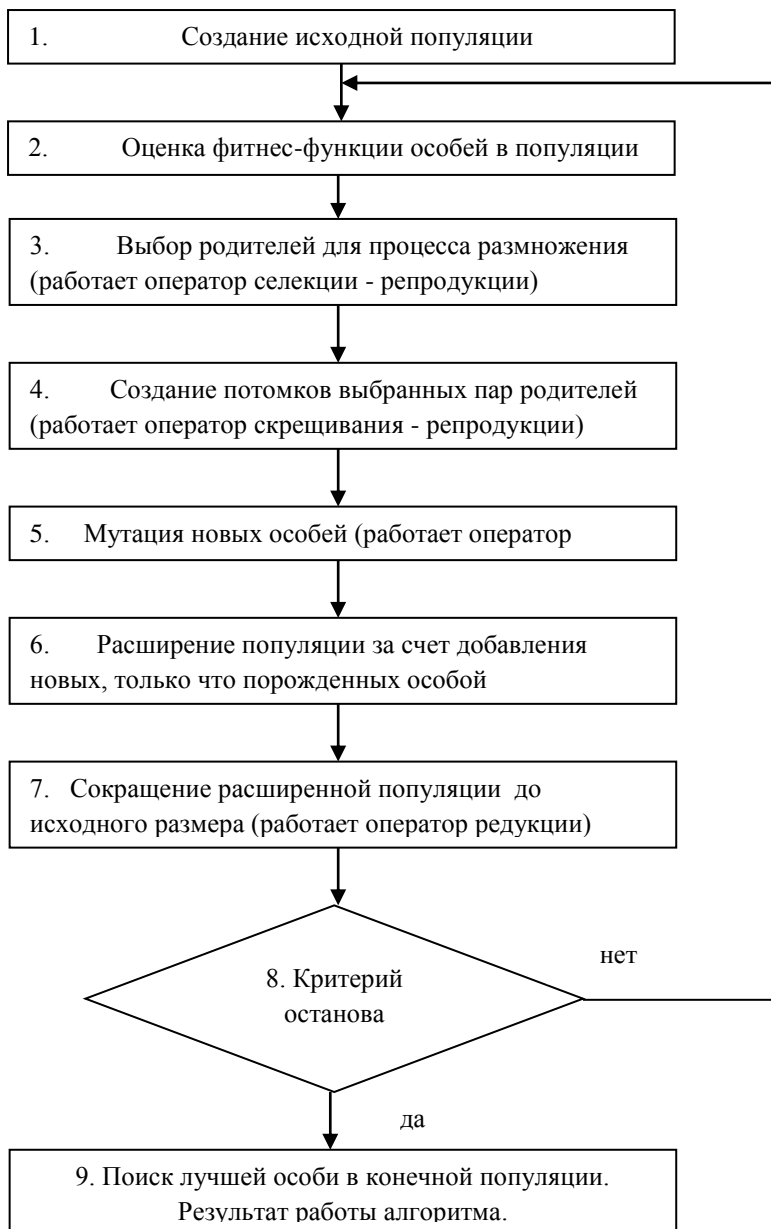 1. Создание исходной популяции
2. Оценка фитнес-функции особей в популяции
3. Выбор родителей для процесса размножения
(работает оператор селекции - репродукции)
4. Создание потомков выбранных пар родителей
(работает оператор скрещивания - репродукции)
5. Мутация новых особей (работает оператор
6. Расширение популяции за счет добавления
новых, только что порожденных особой
7. Сокращение расширенной популяции до
исходного размера (работает оператор редукции)
8. Критерий
останова
нет
да
9. Поиск лучшей особи в конечной популяции.
Результат работы алгоритма.